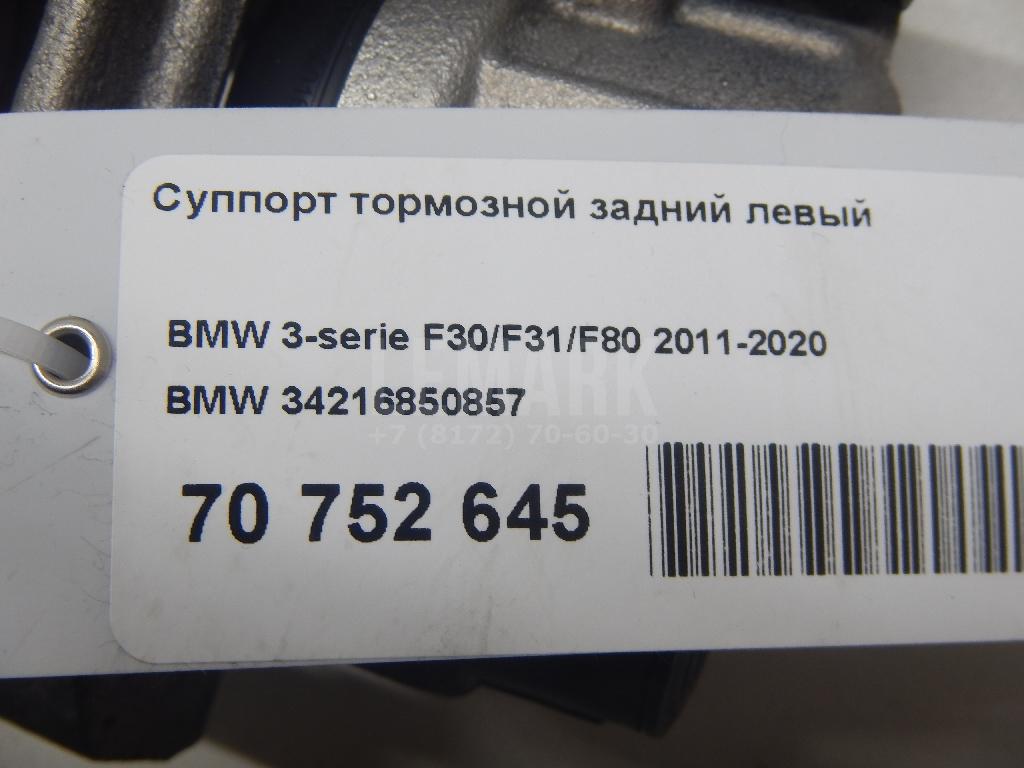 Суппорт тормозной задний левый
BMW 3-serie F30/F31/F80 2011-2020
LEMARK
BMW 34216850857
+7 (8172) 70-60-30
70 752 645